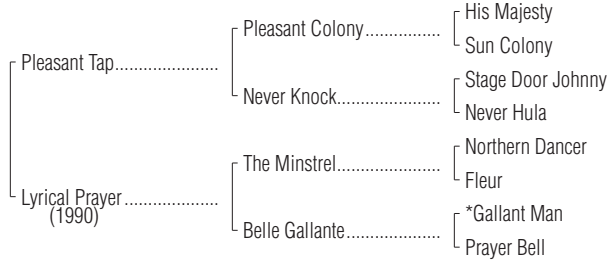 His Majesty
Pleasant Colony..................
Sun Colony
Pleasant Tap.....................
Stage Door Johnny
Never Knock.....................
Never Hula
Northern Dancer
The Minstrel.....................
Fleur
Lyrical Prayer ...................
(1990)
*Gallant Man
Belle Gallante...................
Prayer Bell